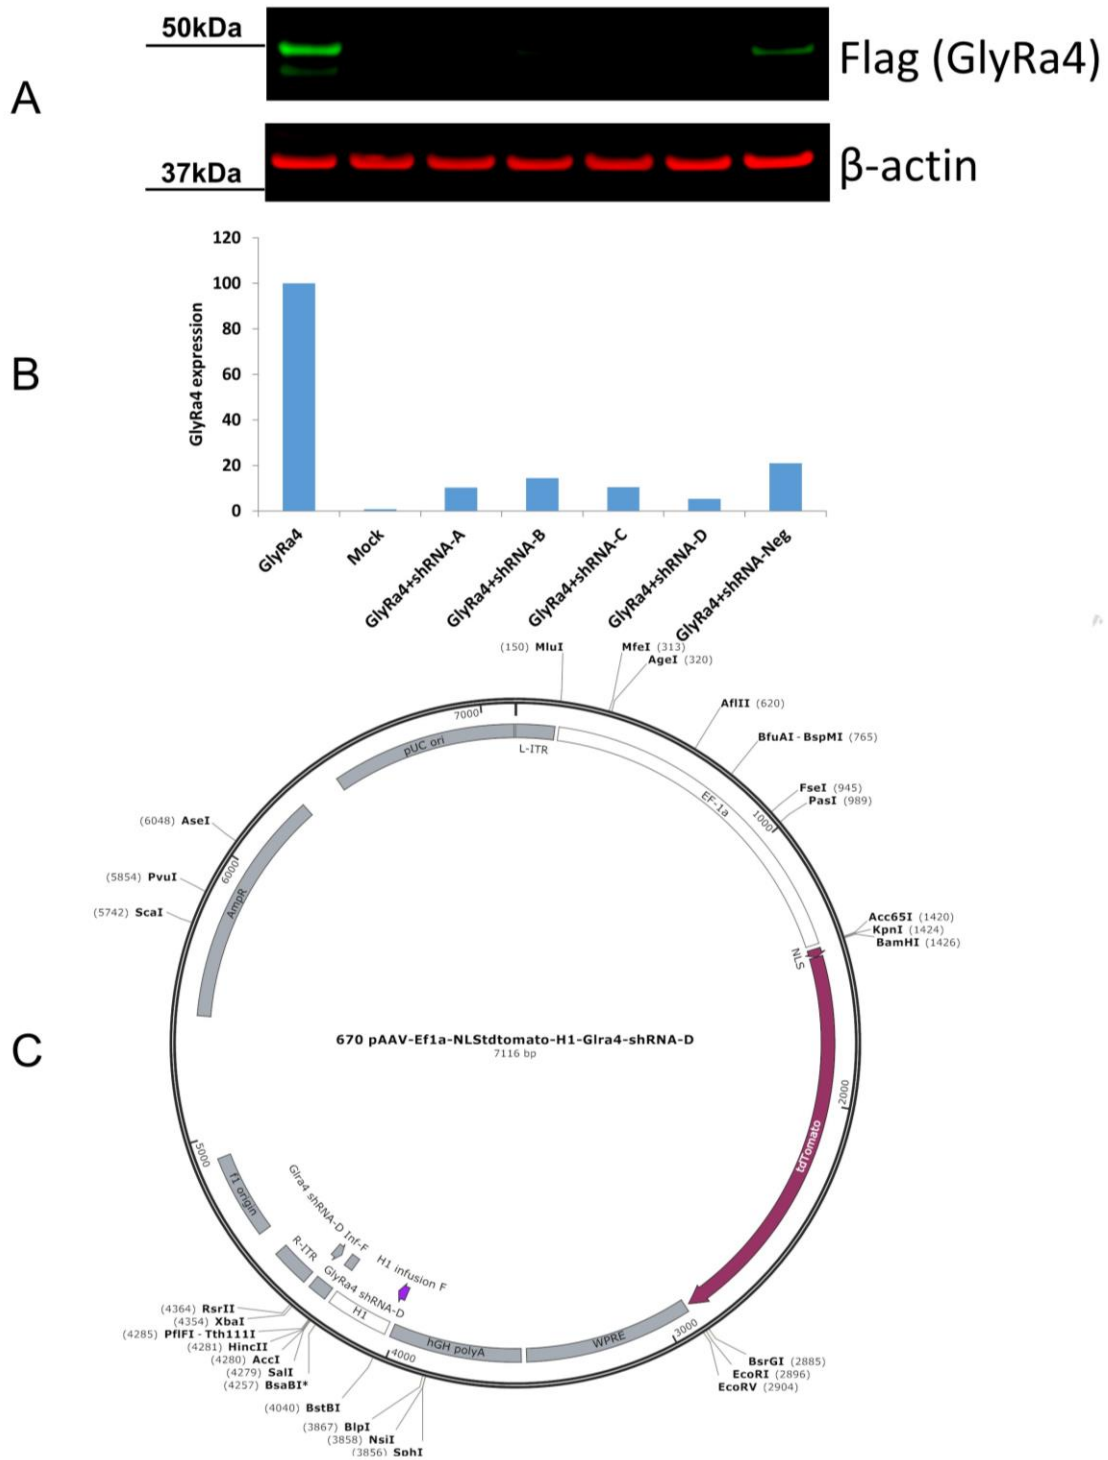 A
50kDa
Flag (GlyRa4)
37kDa
β-actin
B
GlyRa4 expression
120
100
80
60
40
20
0
GlyRa4
Mock
GlyRa4+shRNA-A
GlyRa4+shRNA-B
GlyRa4+shRNA-C
GlyRa4+shRNA-D
GlyRa4+shRNA-Neg
C
(150) MluI
MfeI (313)
AgeI (320)
AflII (620)
BfuAI - BspMI (765)
FseI (945)
PasI (989)
Acc65I (1420)
KpnI (1424)
BamHI (1426)
BsrGI (2885)
EcoRI (2896)
EcoRV (2904)
(3856) SphI
(3858) NsiI
(3867) BlpI
(4040) BstBI
(4257) BsaBI*
(4279) SalI
(4280) AccI
(4281) HincII
(4285) PflFI - Tth111I
(4354) XbaI
(4364) RsrII
(5742) ScaI
(5854) PvuI
(6048) AseI
1000
2000
3000
4000
5000
6000
7000
L-ITR
EF-1a
NLS
tdTomato
WPRE
hGH polyA
H1
H1 infusion F
GlyRa4 shRNA-D
Glra4 shRNA-D Inf-F
R-ITR
f1 origin
AmpR
pUC ori
670 pAAV-Ef1a-NLStdtomato-H1-Glra4-shRNA-D
7116 bp